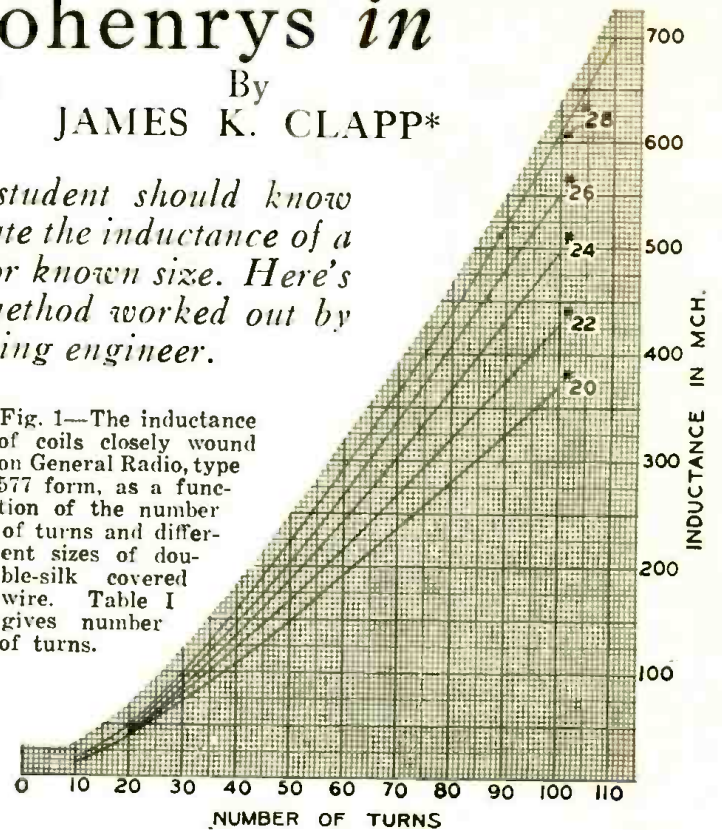 ohenrys in
By
JAMES K. CLAPP*
student should know
ate the inductance of a
or known size. Here's
nethod worked out by
ing engineer.
Fig. 1—The inductance
of coils closely wound
on General Radio, type
577 form, as a func-
tion of the number
of turns and differ-
ent sizes of dou-
ble-silk covered
wire. Table I
gives number
of turns.
700
600
500
400
300
200
100
INDUCTANCE IN MCH.
#28
#26
#24
#22
#20
0 10 20 30 40 50 60 70 80 90 100 110
NUMBER OF TURNS